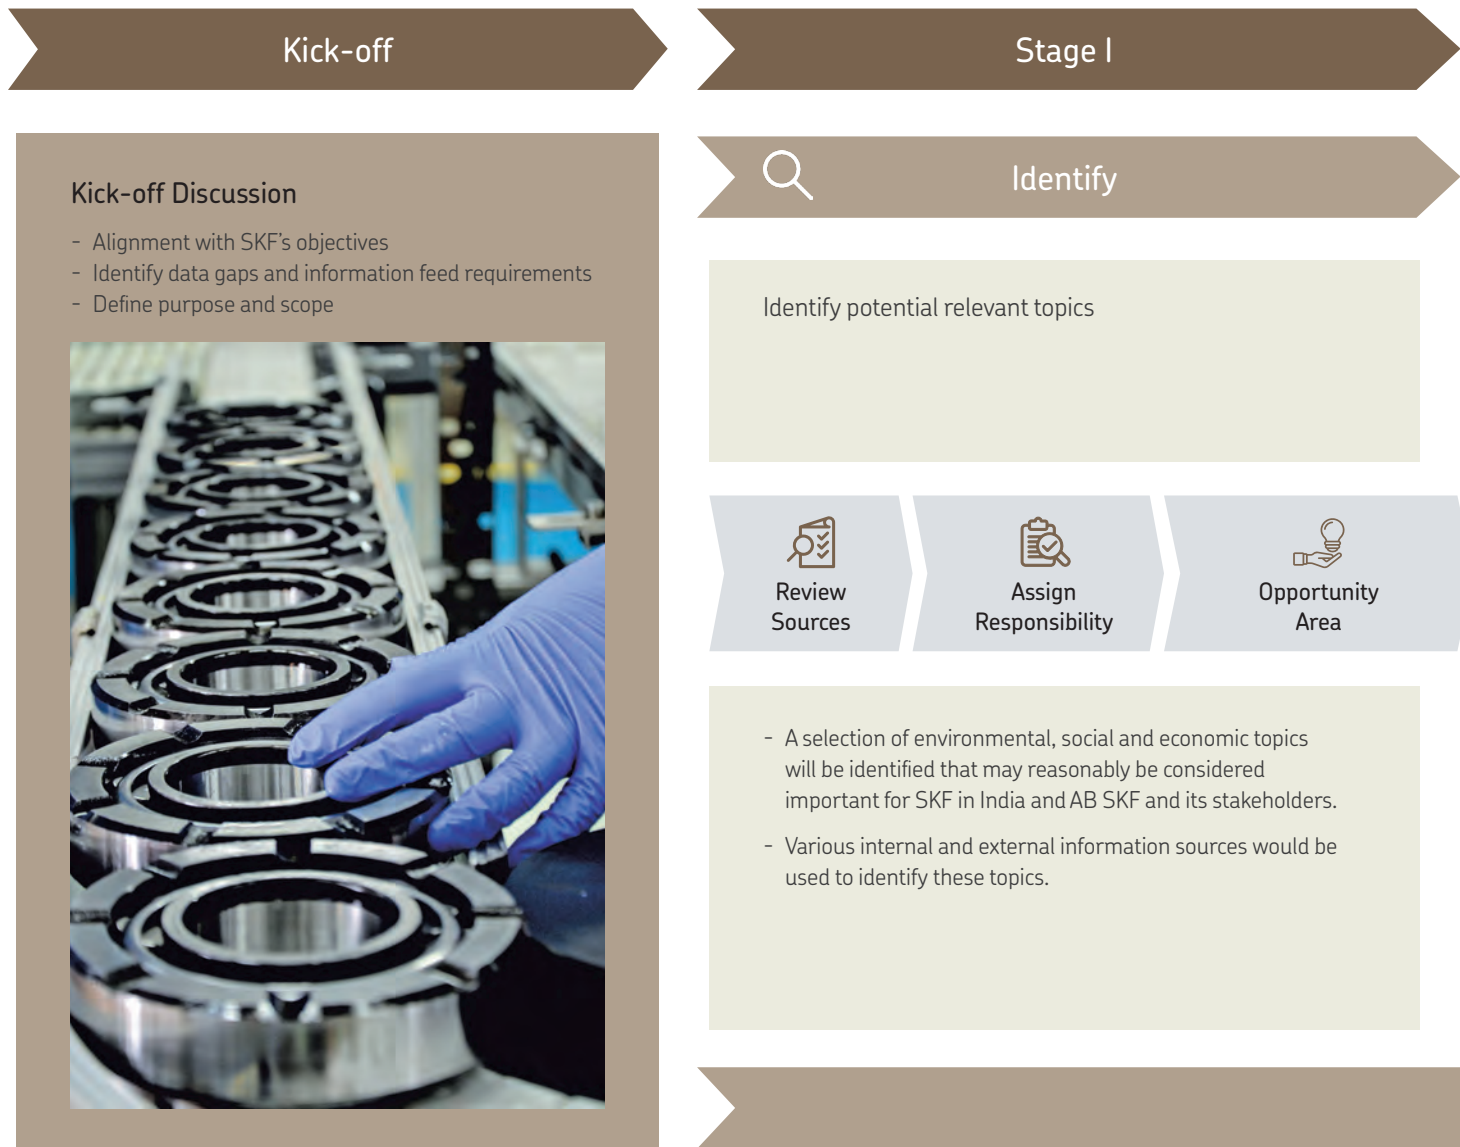 Kick-off
Kick-off Discussion
- Alignment with SKF's objectives
- Identify data gaps and information feed requirements
- Define purpose and scope
Stage I
Identify
Identify potential relevant topics
Review
Sources
Assign
Responsibility
Opportunity
Area
- A selection of environmental, social and economic topics
will be identified that may reasonably be considered
important for SKF in India and AB SKF and its stakeholders.
- Various internal and external information sources would be
used to identify these topics.